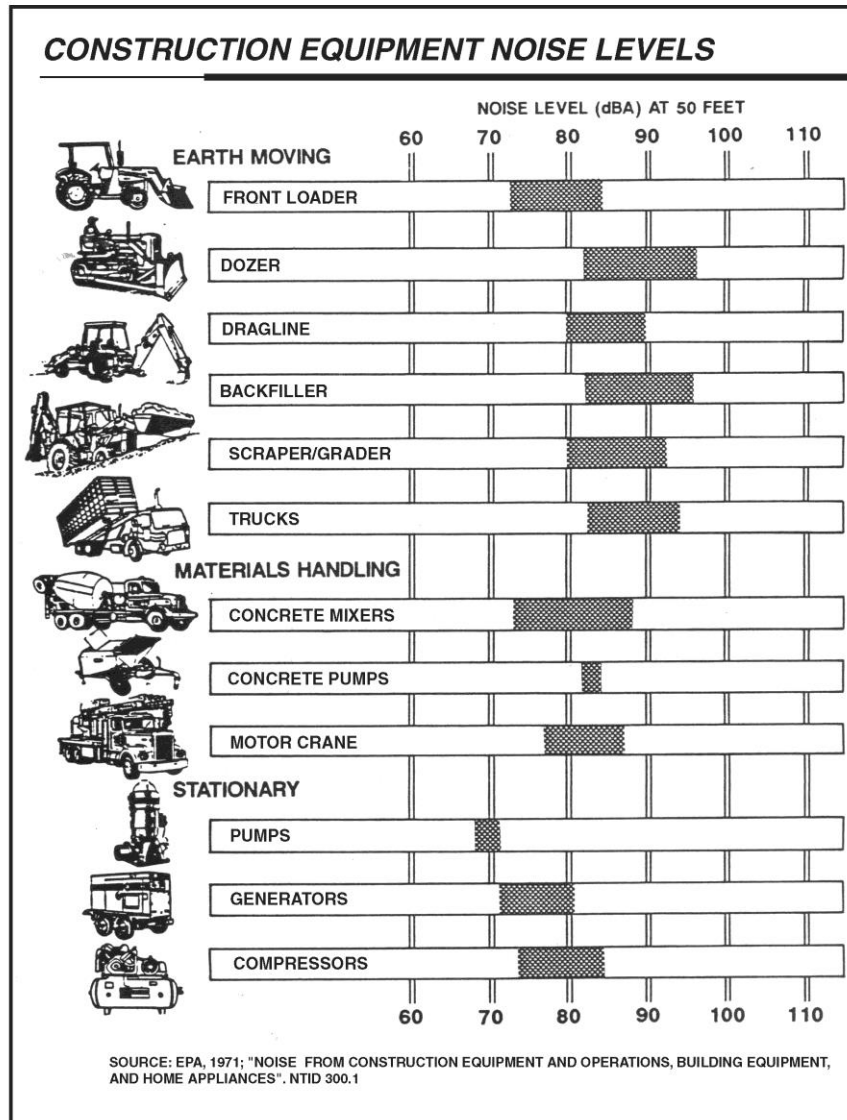 CONSTRUCTION EQUIPMENT NOISE LEVELS
NOISE LEVEL (dBA) AT 50 FEET
60 70 80 90 100 110
EARTH MOVING
FRONT LOADER
DOZER
DRAGLINE
BACKFILLER
SCRAPER/GRADER
TRUCKS
MATERIALS HANDLING
CONCRETE MIXERS
CONCRETE PUMPS
MOTOR CRANE
STATIONARY
PUMPS
GENERATORS
COMPRESSORS
60 70 80 90 100 110
SOURCE: EPA, 1971; "NOISE FROM CONSTRUCTION EQUIPMENT AND OPERATIONS, BUILDING EQUIPMENT,
AND HOME APPLIANCES". NTID 300.1